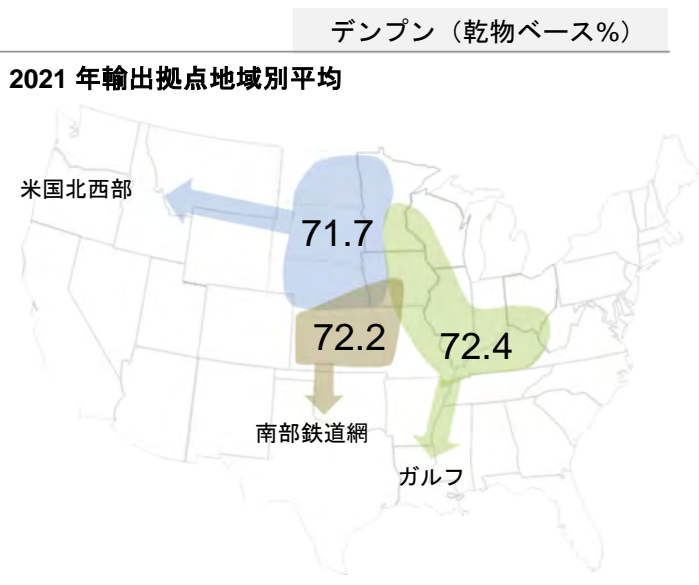 デンプン（乾物ベース%）
2021 年輸出拠点地域別平均
米国北西部
71.7
72.2
72.4
南部鉄道網
ガルフ